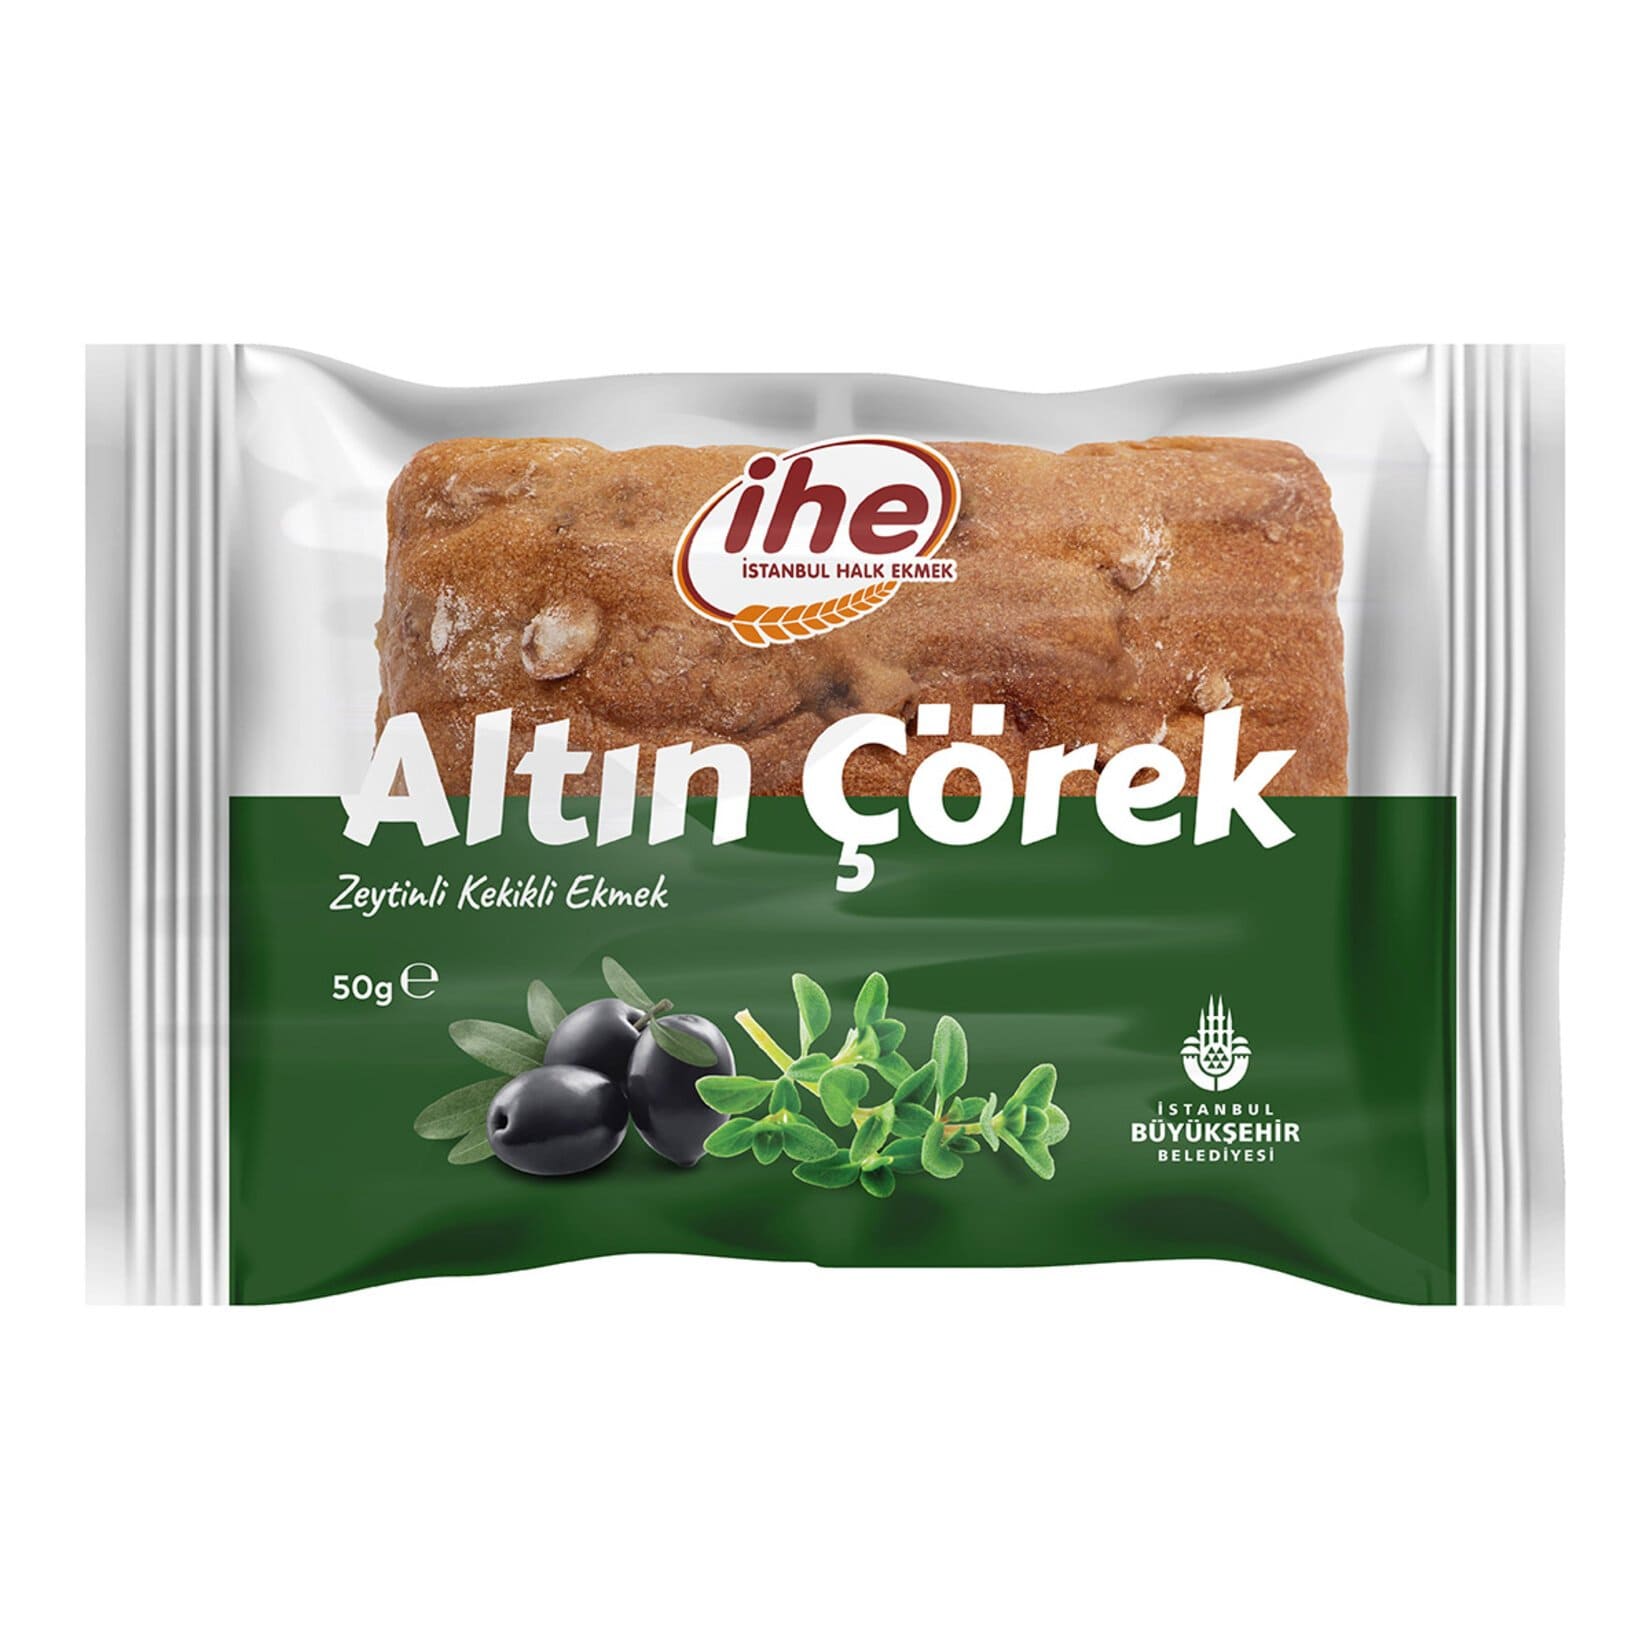 ihe
İSTANBUL HALK EKMEK
Altın Çörek
Zeytinli Kekikli Ekmek
50g ℮
İSTANBUL
BÜYÜKŞEHİR
BELEDİYESİ